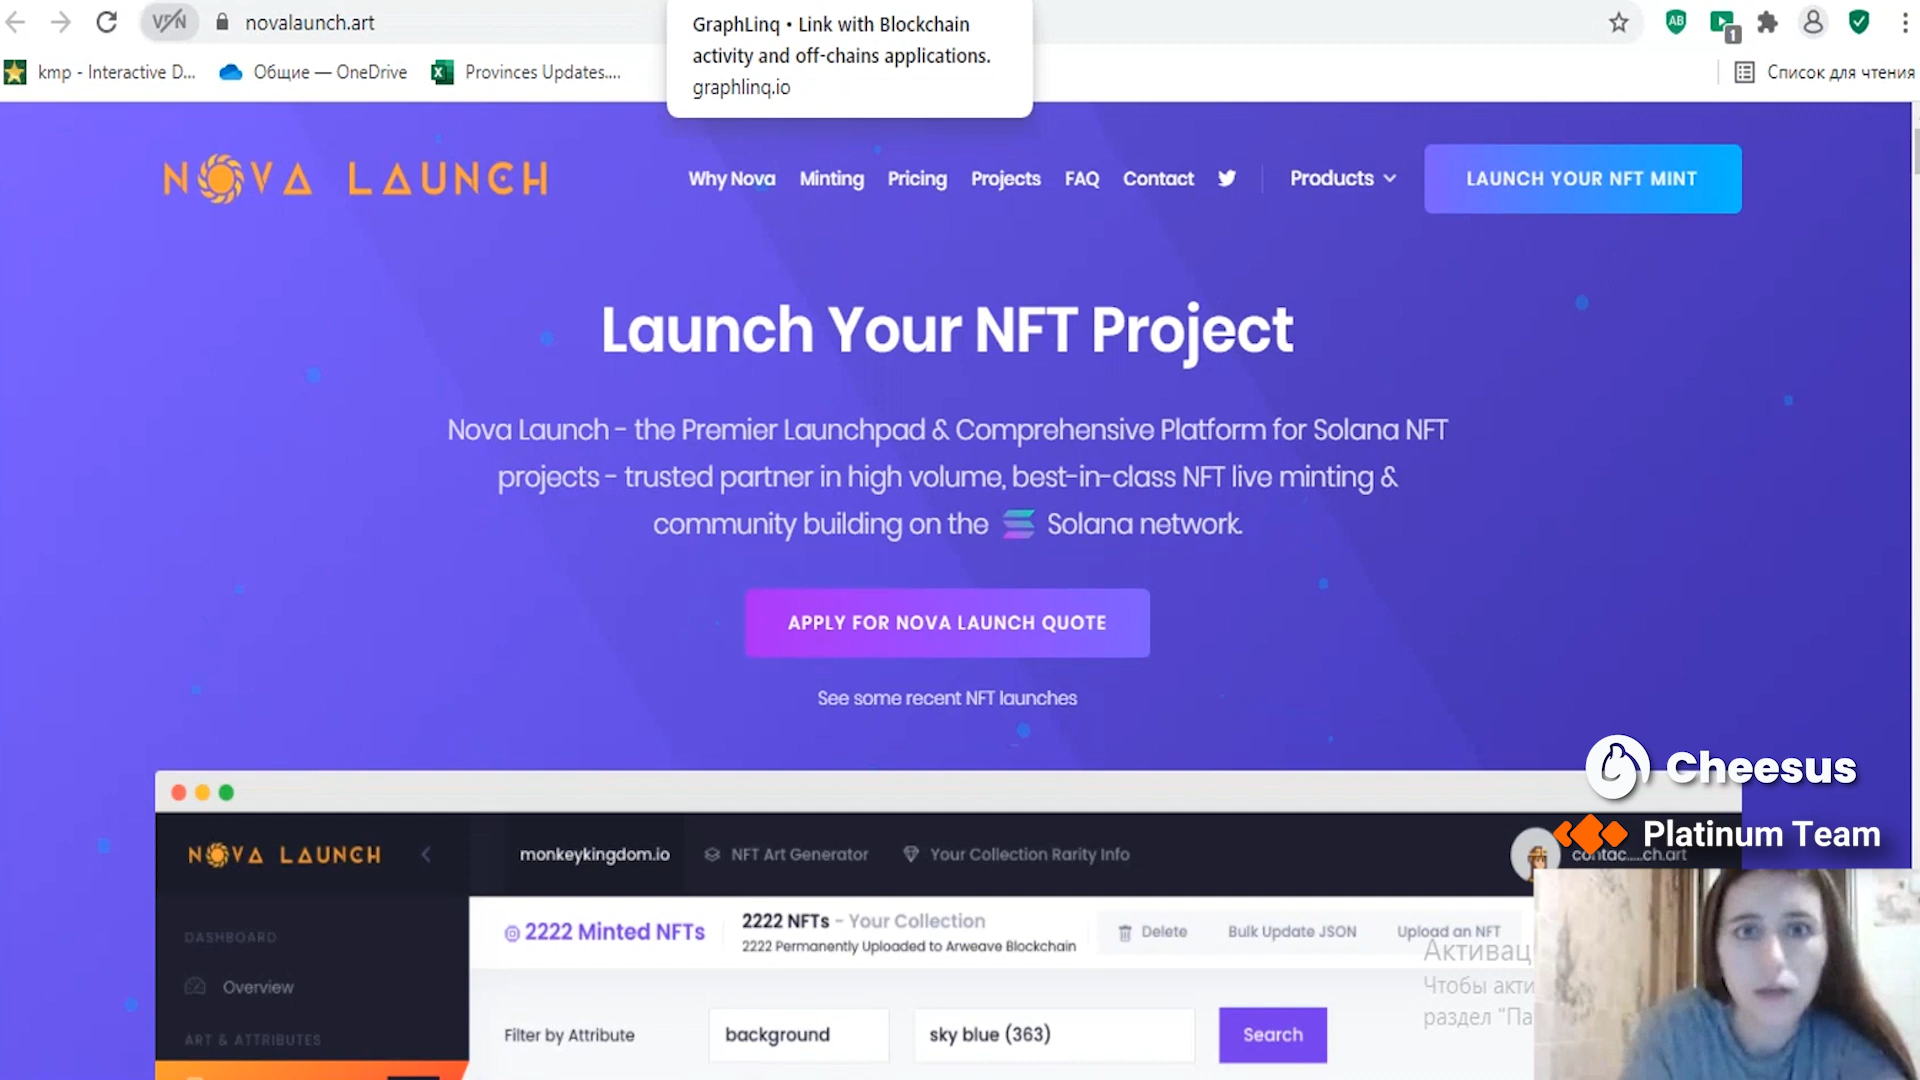 VPN
novalaunch.art
GraphLinq • Link with Blockchain
activity and off-chains applications.
graphlinq.io
AB
1
kmp - Interactive D...
Общие — OneDrive
Provinces Updates....
Список для чтения
NOVA LAUNCH
Why Nova
Minting
Pricing
Projects
FAQ
Contact
Products
LAUNCH YOUR NFT MINT
Launch Your NFT Project
Nova Launch - the Premier Launchpad & Comprehensive Platform for Solana NFT
projects - trusted partner in high volume, best-in-class NFT live minting &
community building on the Solana network.
APPLY FOR NOVA LAUNCH QUOTE
See some recent NFT launches
Cheesus
Platinum Team
NOVA LAUNCH
monkeykingdom.io
NFT Art Generator
Your Collection Rarity Info
contac.....ch.art
DASHBOARD
Overview
ART & ATTRIBUTES
2222 Minted NFTs
2222 NFTs - Your Collection
2222 Permanently Uploaded to Arweave Blockchain
Delete
Bulk Update JSON
Upload an NFT
Активац
Чтобы акти
раздел "Па
Filter by Attribute
background
sky blue (363)
Search